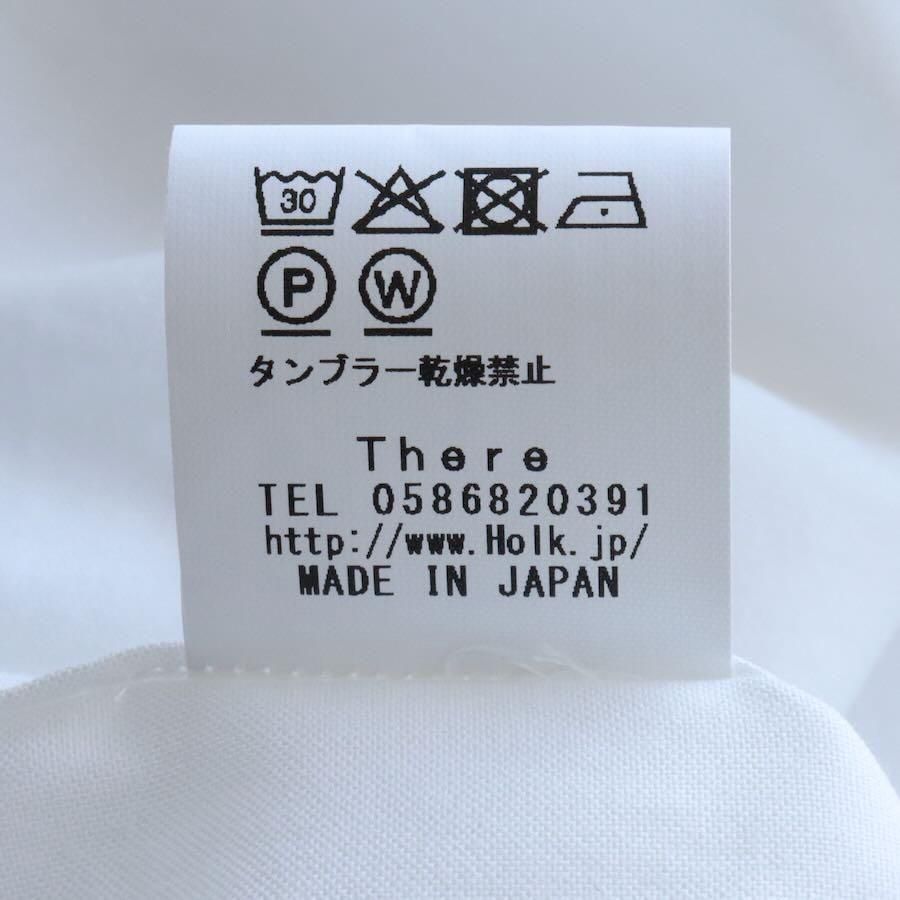 30
P W
タンブラー乾燥禁止
There
TEL 0586820391
http://www.Holk.jp/
MADE IN JAPAN